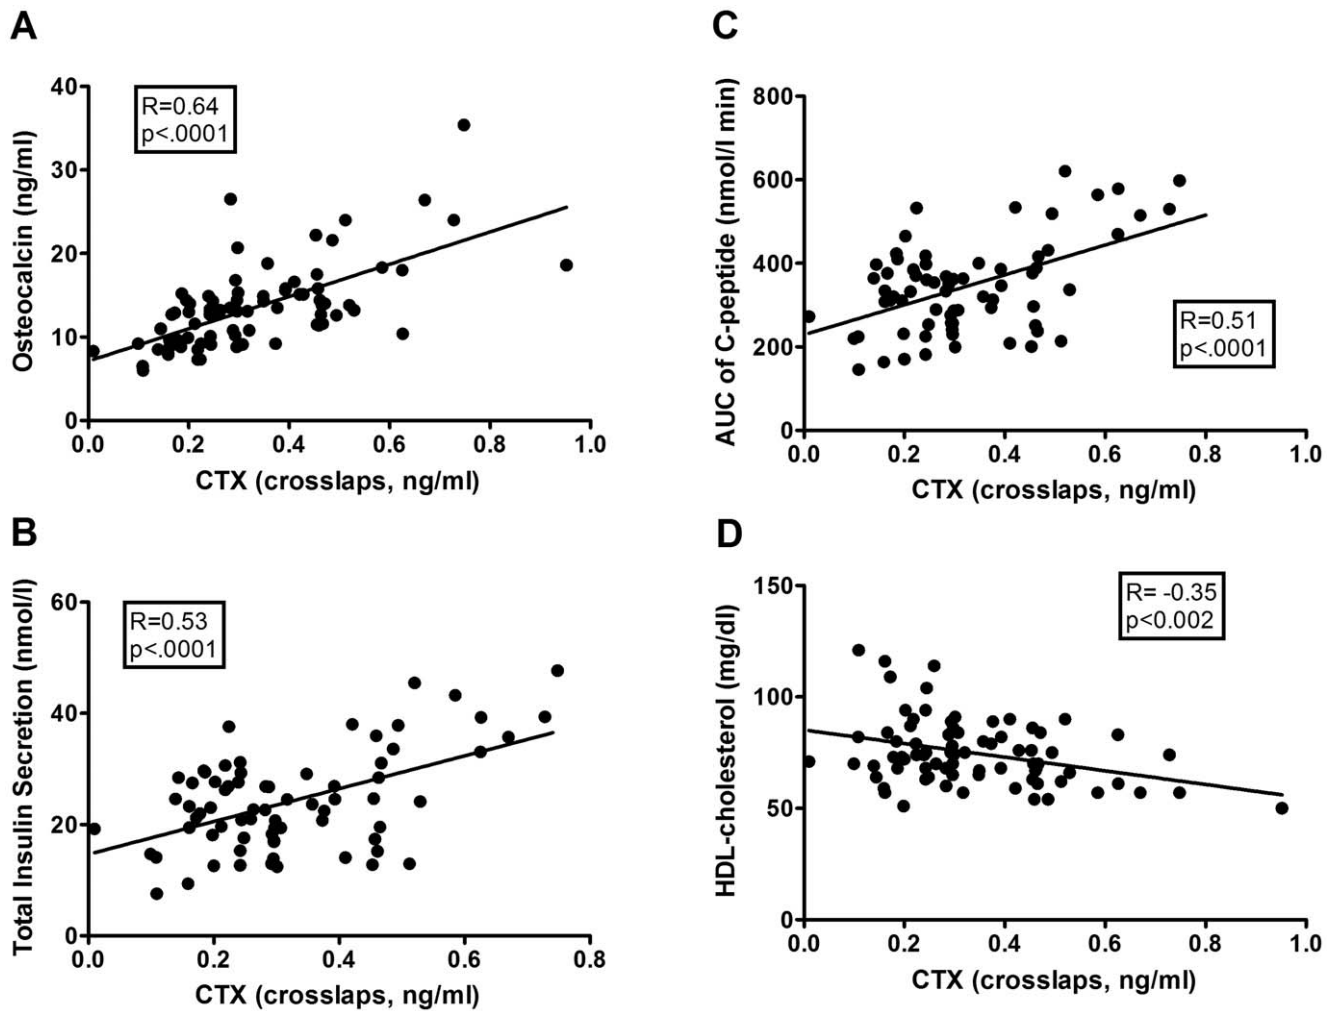 A
Osteocalcin (ng/ml)
40
30
20
10
0
R=0.64
p<.0001
0.0 0.2 0.4 0.6 0.8 1.0
CTX (crosslaps, ng/ml)
C
AUC of C-peptide (nmol/l min)
800
600
400
200
0
R=0.51
p<.0001
0.0 0.2 0.4 0.6 0.8 1.0
CTX (crosslaps, ng/ml)
B
Total Insulin Secretion (nmol/l)
60
40
20
0
R=0.53
p<.0001
0.0 0.2 0.4 0.6 0.8
CTX (crosslaps, ng/ml)
D
HDL-cholesterol (mg/dl)
150
100
50
0
R= -0.35
p<0.002
0.0 0.2 0.4 0.6 0.8 1.0
CTX (crosslaps, ng/ml)